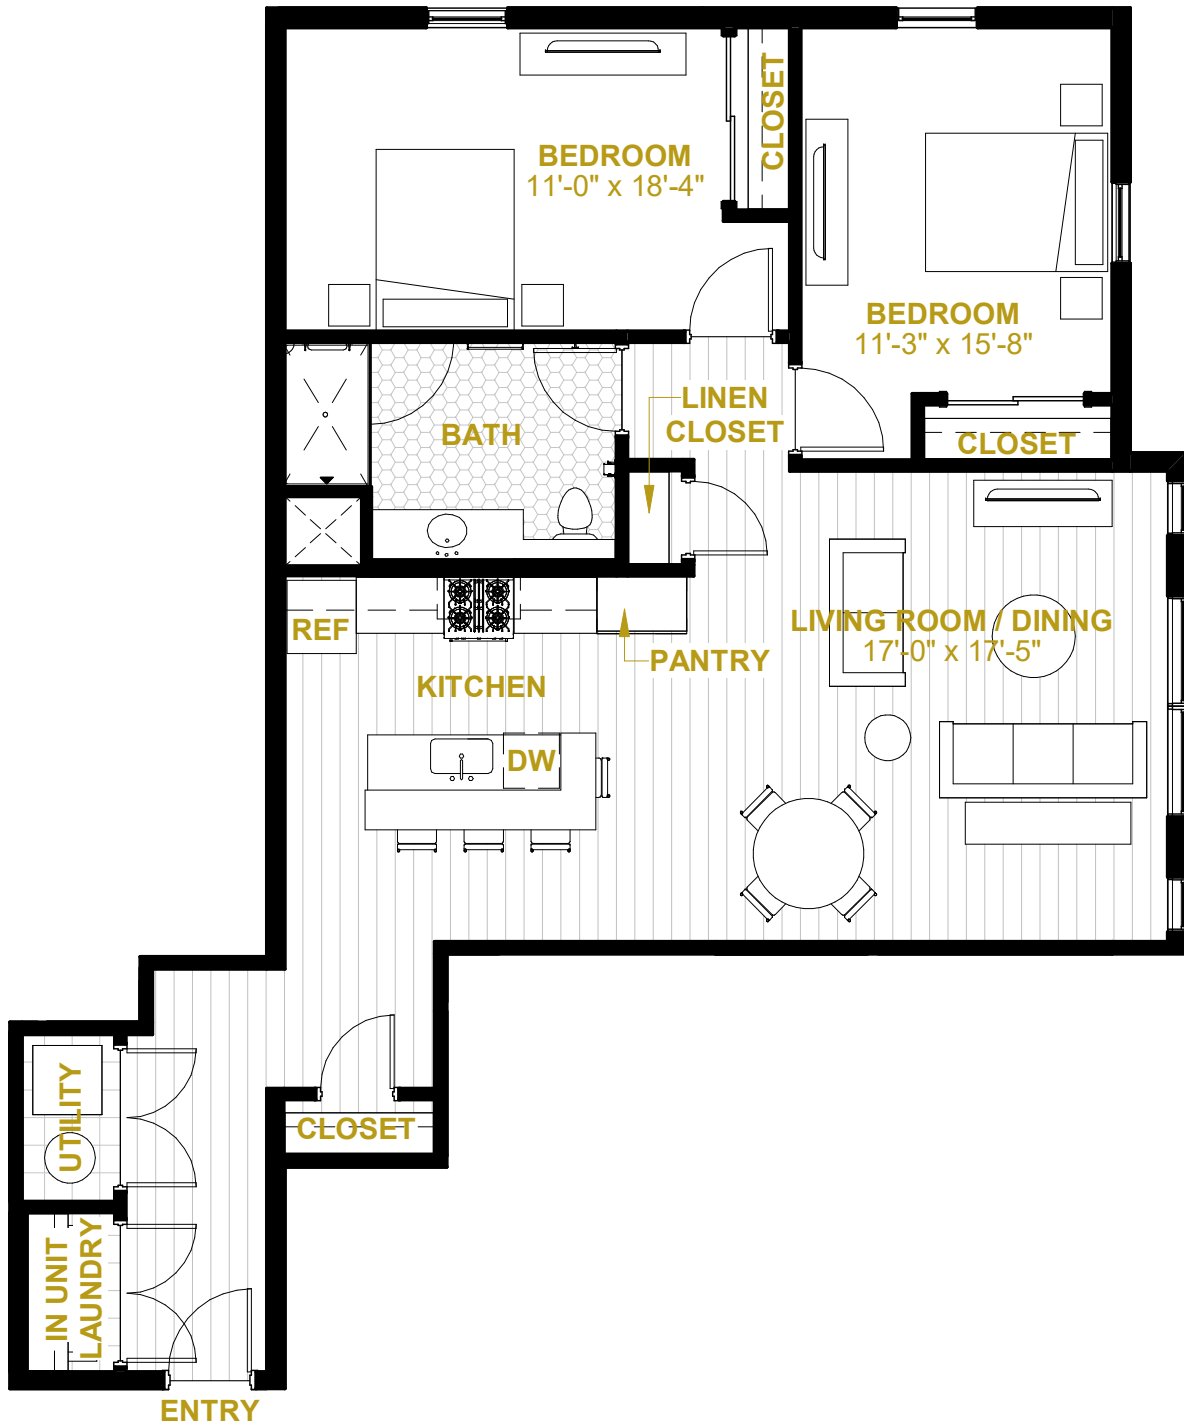 CLOSET
BEDROOM
11'-0" x 18'-4"
BEDROOM
11'-3" x 15'-8"
LINEN
CLOSET
BATH
CLOSET
REF
LIVING ROOM / DINING
17'-0" x 17'-5"
PANTRY
KITCHEN
DW
UTILITY
CLOSET
IN UNIT
LAUNDRY
ENTRY